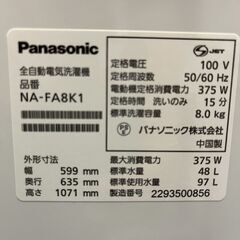 Panasonic
全自動電気洗濯機
品番
NA-FA8K1
外形寸法
幅 599 mm
奥行 635 mm
高さ 1071 mm
JET
定格電圧 100 V
定格周波数 50/60 Hz
電動機定格消費電力 375 W
定格時間 洗いのみ 15 分
標準洗濯容量 8.0 kg
パナソニック株式会社
中国製
最大消費電力 375 W
標準水量 48 L
標準使用水量 97 L
製造番号 2293500856